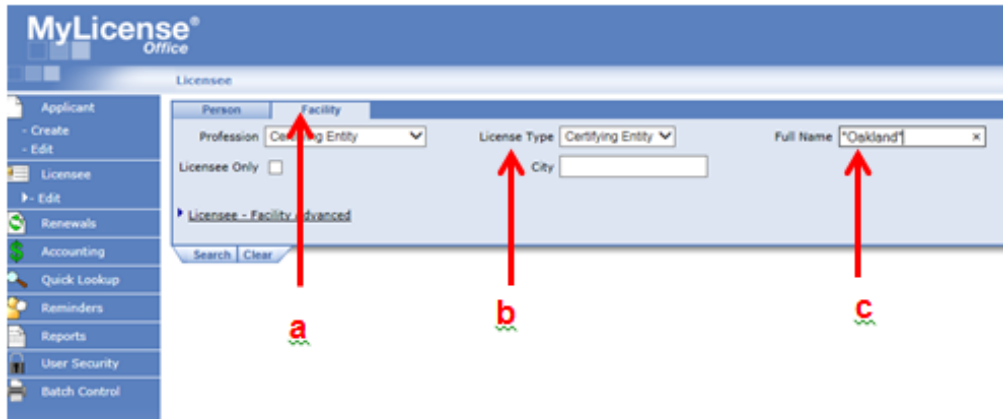 MyLicense®
Office
Licensee
Applicant
- Create
- Edit
Licensee
- Edit
Renewals
Accounting
Quick Lookup
Reminders
Reports
User Security
Batch Control
Person Facility
Profession Certifying Entity License Type Certifying Entity Full Name "Oakland" ×
Licensee Only City
Licensee - Facility Advanced
Search Clear
a b c